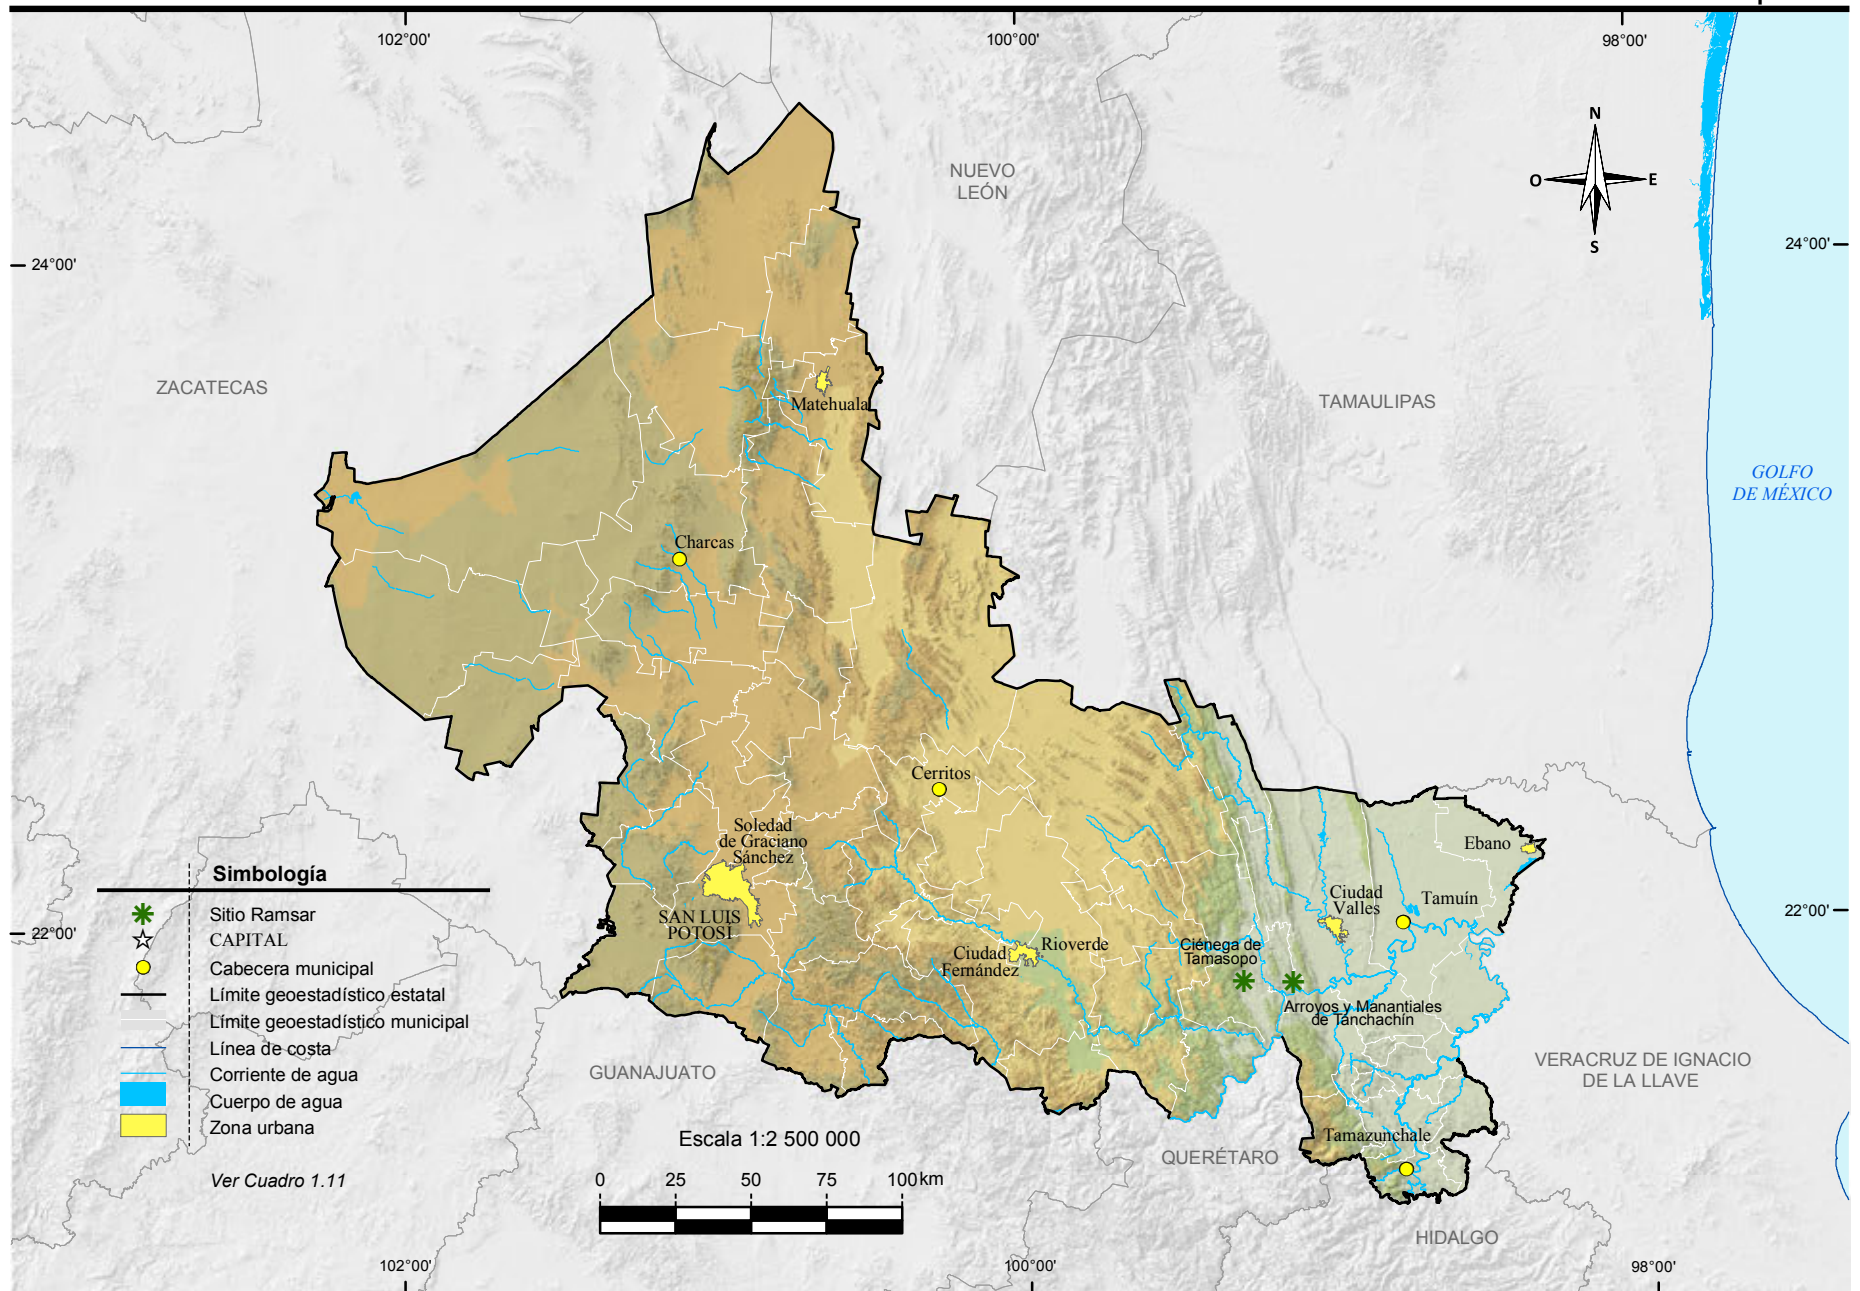 102°00'
100°00'
98°00'
N
O
E
S
NUEVO
LEÓN
24°00'
24°00'
ZACATECAS
Matehuala
TAMAULIPAS
GOLFO
DE MÉXICO
Charcas
Cerritos
Soledad
de Graciano
Sánchez
Ebano
Ciudad
Valles
Tamuín
SAN LUIS
POTOSÍ
22°00'
22°00'
Ciudad
Fernández
Rioverde
Ciénega de
Tamasopo
Arroyos y Manantiales
de Tanchachín
Simbología
Sitio Ramsar
CAPITAL
Cabecera municipal
Límite geoestadístico estatal
Límite geoestadístico municipal
Línea de costa
Corriente de agua
Cuerpo de agua
Zona urbana
Ver Cuadro 1.11
GUANAJUATO
VERACRUZ DE IGNACIO
DE LA LLAVE
Escala 1:2 500 000
0 25 50 75 100 km
Tamazunchale
QUERÉTARO
HIDALGO
102°00'
100°00'
98°00'